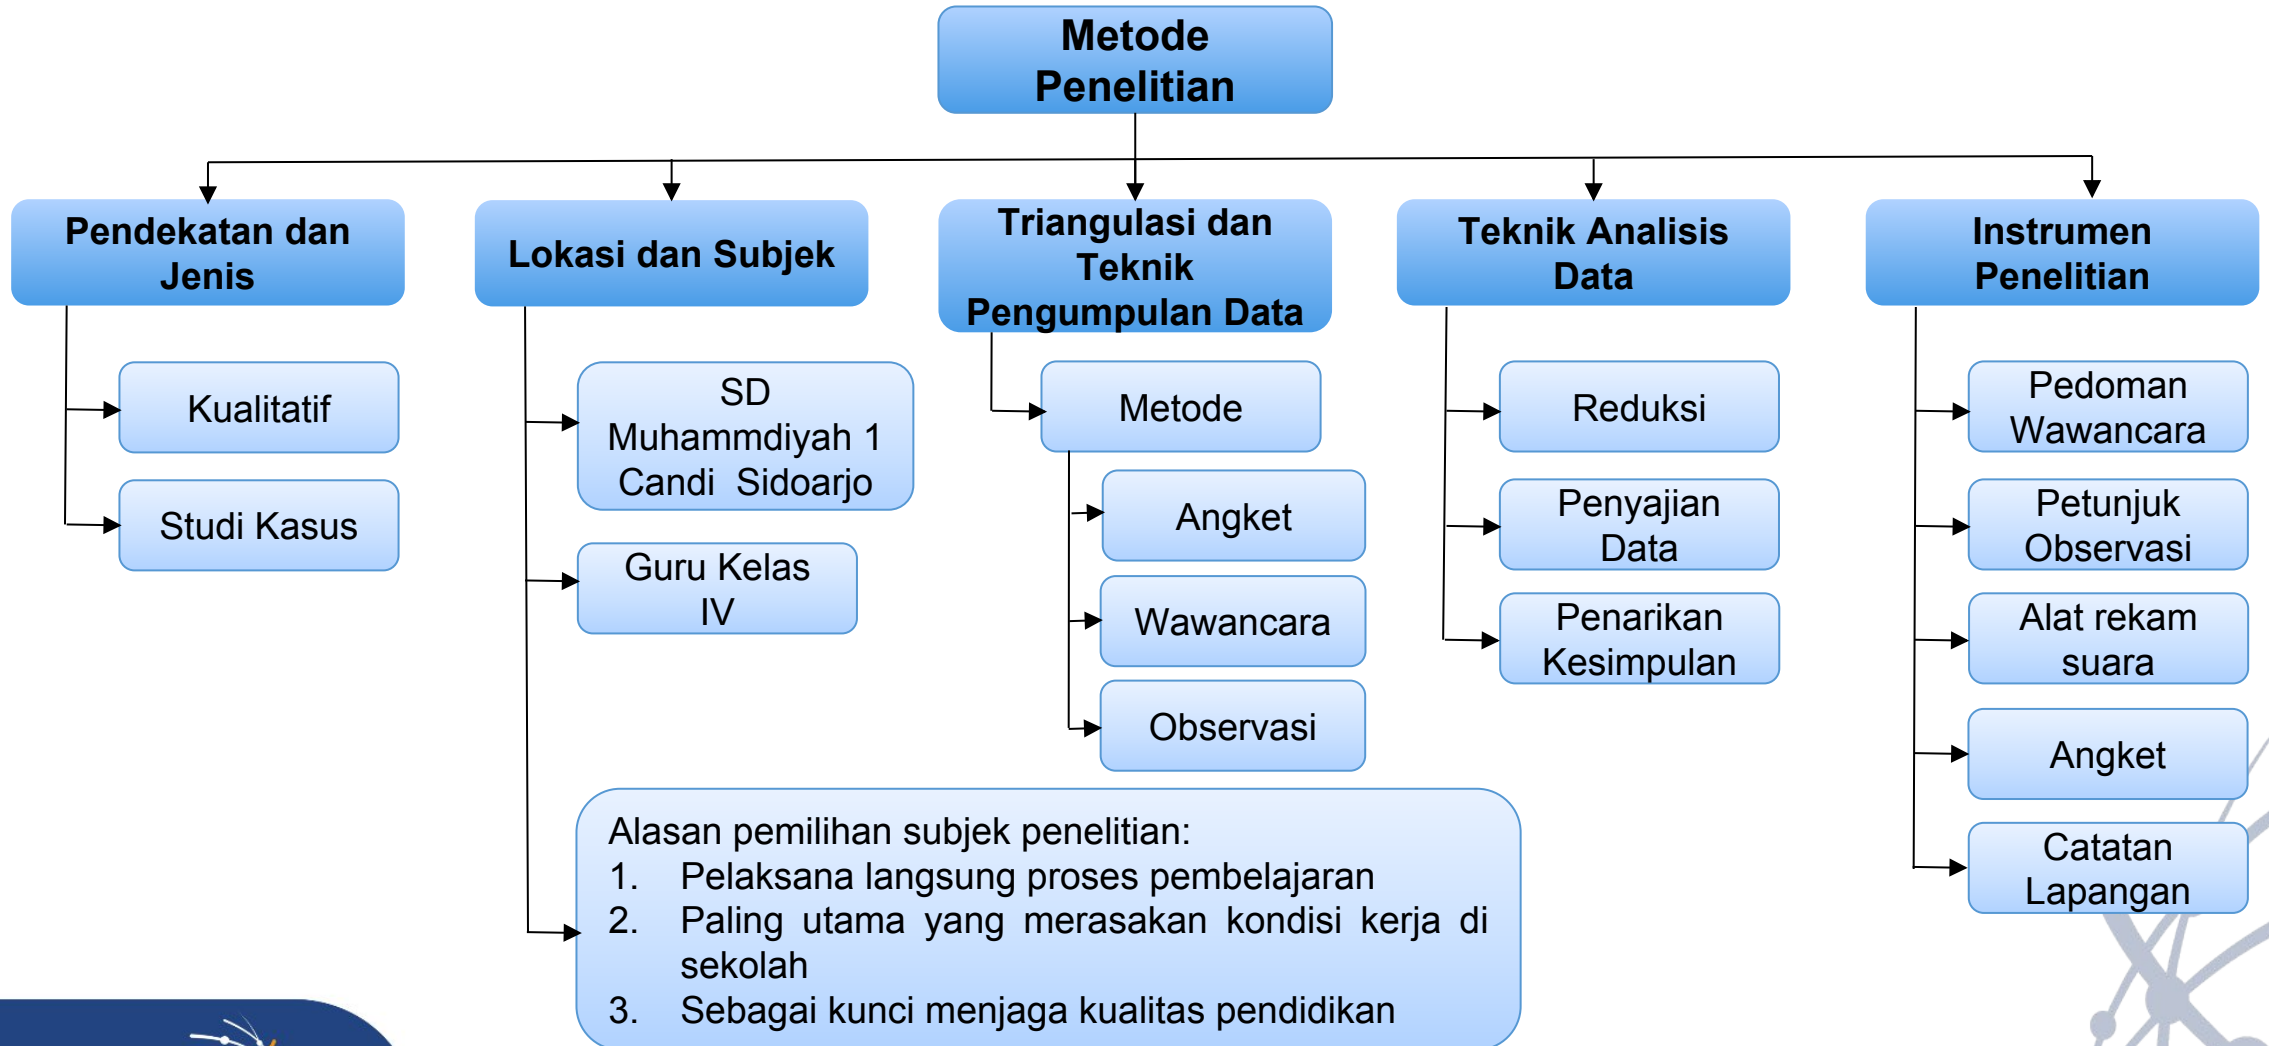 Metode
Penelitian
Pendekatan dan
Jenis
Kualitatif
Studi Kasus
Lokasi dan Subjek
SD
Muhammdiyah 1
Candi Sidoarjo
Guru Kelas
IV
Alasan pemilihan subjek penelitian:
1. Pelaksana langsung proses pembelajaran
2. Paling utama yang merasakan kondisi kerja di
sekolah
3. Sebagai kunci menjaga kualitas pendidikan
Triangulasi dan
Teknik
Pengumpulan Data
Metode
Angket
Wawancara
Observasi
Teknik Analisis
Data
Reduksi
Penyajian
Data
Penarikan
Kesimpulan
Instrumen
Penelitian
Pedoman
Wawancara
Petunjuk
Observasi
Alat rekam
suara
Angket
Catatan
Lapangan